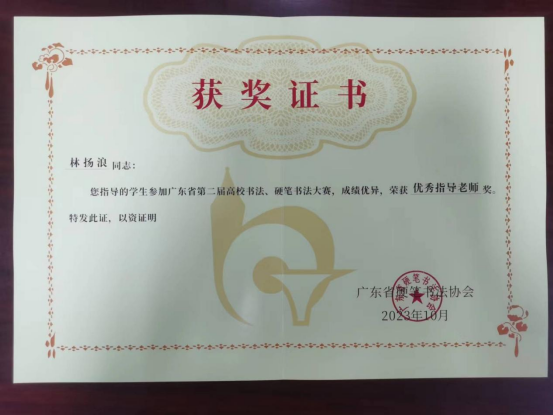 获奖证书
林扬浪 同志：
您指导的学生参加广东省第二届高校书法、硬笔书法大赛，成绩优异，荣获 优秀指导老师 奖。
特发此证，以资证明
广东省硬笔书法协会
2023年10月